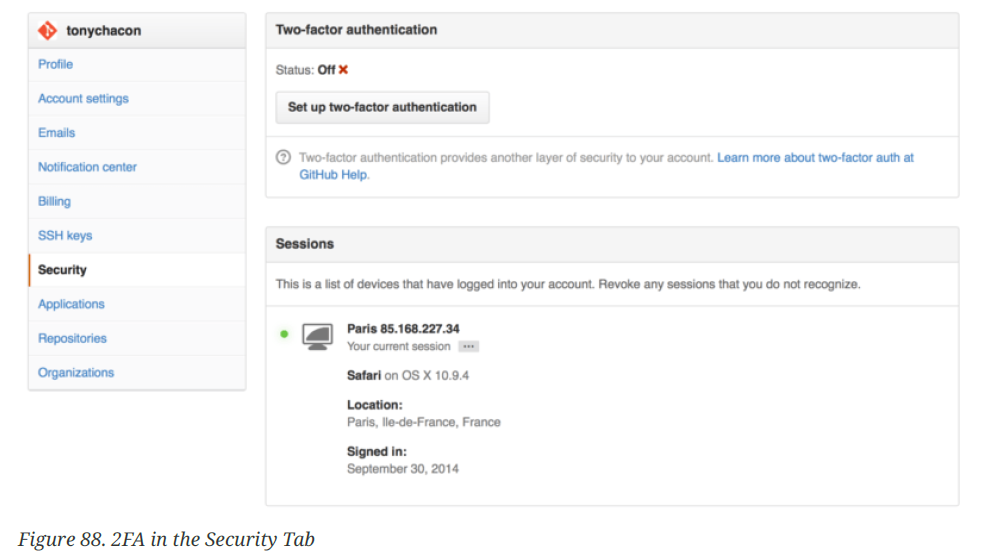 tonychacon
Profile
Account settings
Emails
Notification center
Billing
SSH keys
Security
Applications
Repositories
Organizations
Two-factor authentication
Status: Off
Set up two-factor authentication
Two-factor authentication provides another layer of security to your account. Learn more about two-factor auth at
GitHub Help.
Sessions
This is a list of devices that have logged into your account. Revoke any sessions that you do not recognize.
Paris 85.168.227.34
Your current session
Safari on OS X 10.9.4
Location:
Paris, Ile-de-France, France
Signed in:
September 30, 2014
Figure 88. 2FA in the Security Tab